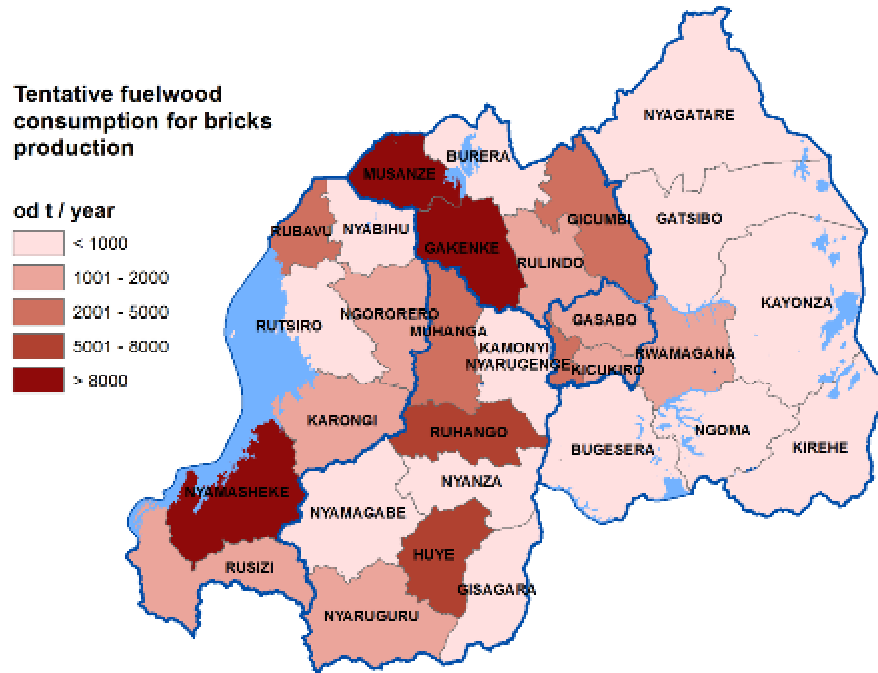 Tentative fuelwood
consumption for bricks
production
od t / year
< 1000
1001 - 2000
2001 - 5000
5001 - 8000
> 8000
NYAGATARE
BURERA
MUSANZE
GICUMBI
GATSIBO
RUBAVU
NYABIHU
GAKENKE
RULINDO
KAYONZA
RUTSIRO
NGORORERO
MUHANGA
GASABO
KAMONYI
NYARUGENGE
KICUKIRO
RWAMAGANA
KARONGI
RUHANGO
BUGESERA
NGOMA
KIREHE
NYANZA
NYAMASHEKE
NYAMAGABE
HUYE
RUSIZI
GISAGARA
NYARUGURU